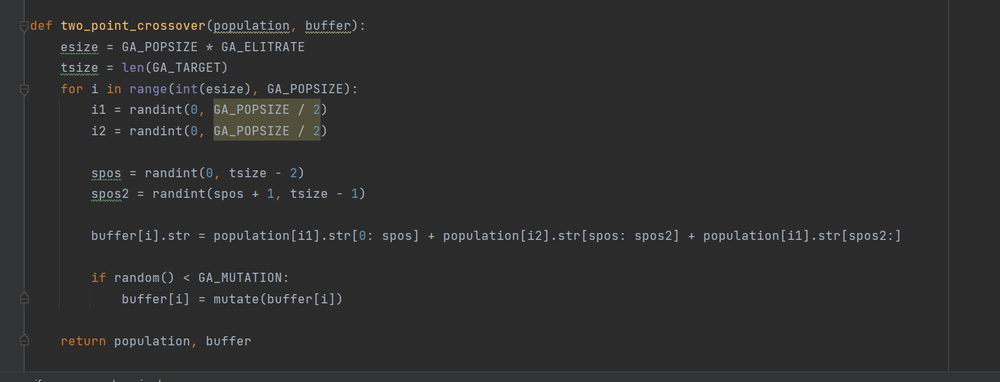 def two_point_crossover(population, buffer):
    esize = GA_POPSIZE * GA_ELITRATE
    tsize = len(GA_TARGET)
    for i in range(int(esize), GA_POPSIZE):
        i1 = randint(0, GA_POPSIZE / 2)
        i2 = randint(0, GA_POPSIZE / 2)

        spos = randint(0, tsize - 2)
        spos2 = randint(spos + 1, tsize - 1)

        buffer[i].str = population[i1].str[0: spos] + population[i2].str[spos: spos2] + population[i1].str[spos2:]

        if random() < GA_MUTATION:
            buffer[i] = mutate(buffer[i])

    return population, buffer